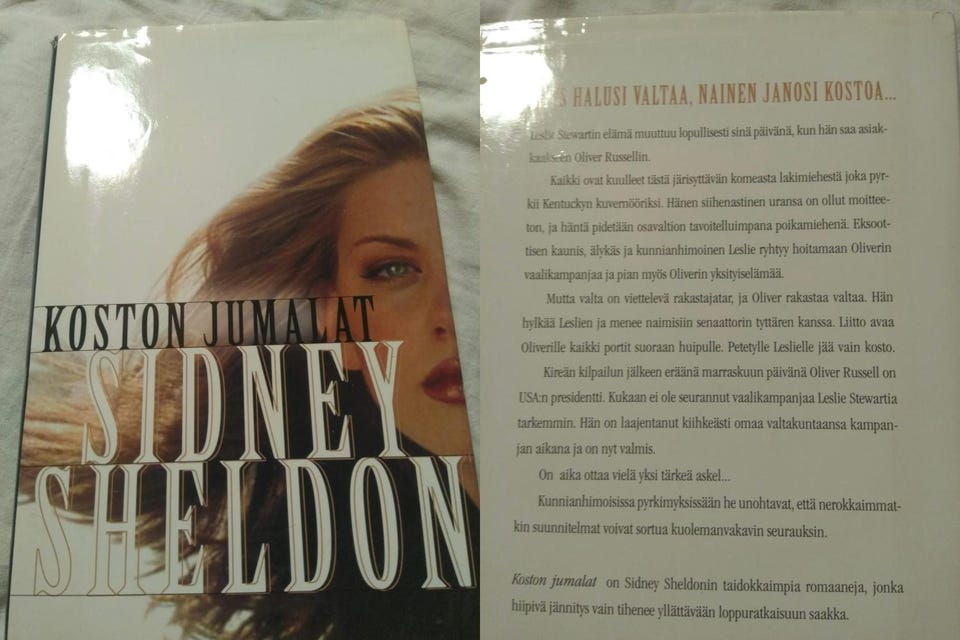 KOSTON JUMALAT
SIDNEY
SHELDON
HALUSI VALTAA, NAINEN JANOSI KOSTOA...
Leslie Stewartin elämä muuttuu lopullisesti sinä päivänä, kun hän saa asiak-
kaakseen Oliver Russellin.
Kaikki ovat kuulleet tästä järisyttävän komeasta lakimiehestä joka pyr-
kii Kentuckyn kuvernööriksi. Hänen siihenastinen uransa on ollut moittee-
ton, ja häntä pidetään osavaltion tavoitelluimpana poikamiehenä. Eksoot-
tisen kaunis, älykäs ja kunnianhimoinen Leslie ryhtyy hoitamaan Oliverin
vaalikampanjaa ja pian myös Oliverin yksityiselämää.
Mutta valta on viettelevä rakastajatar, ja Oliver rakastaa valtaa. Hän
hylkää Leslien ja menee naimisiin senaattorin tyttären kanssa. Liitto avaa
Oliverille kaikki portit suoraan huipulle. Petetylle Leslielle jää vain kosto.
Kireän kilpailun jälkeen eräänä marraskuun päivänä Oliver Russell on
USA:n presidentti. Kukaan ei ole seurannut vaalikampanjaa Leslie Stewartia
tarkemmin. Hän on laajentanut kiihkeästi omaa valtakuntaansa kampan-
jan aikana ja on nyt valmis.
On aika ottaa vielä yksi tärkeä askel...
Kunnianhimoisissa pyrkimyksissään he unohtavat, että nerokkaimmat-
kin suunnitelmat voivat sortua kuolemanvakavin seurauksin.
Koston jumalat on Sidney Sheldonin taidokkaimpia romaaneja, jonka
hiipivä jännitys vain tihenee yllättävään loppuratkaisuun saakka.